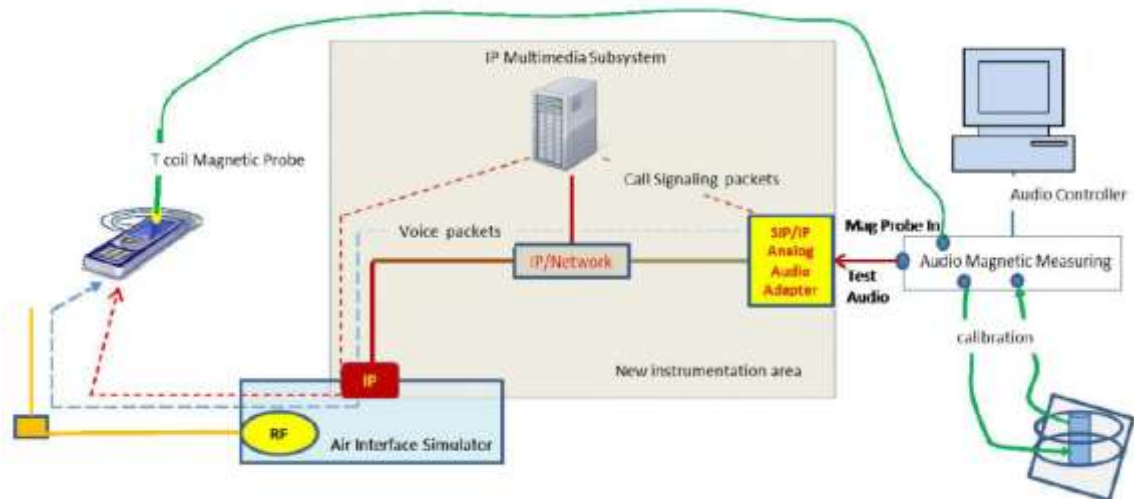 IP Multimedia Subsystem
T coil Magnetic Probe
Call Signaling packets
Audio Controller
Voice packets
Mag Probe In
SIP/IP
Analog
Audio
Adapter
IP/Network
Audio Magnetic Measuring
Test
Audio
calibration
New instrumentation area
IP
RF
Air Interface Simulator